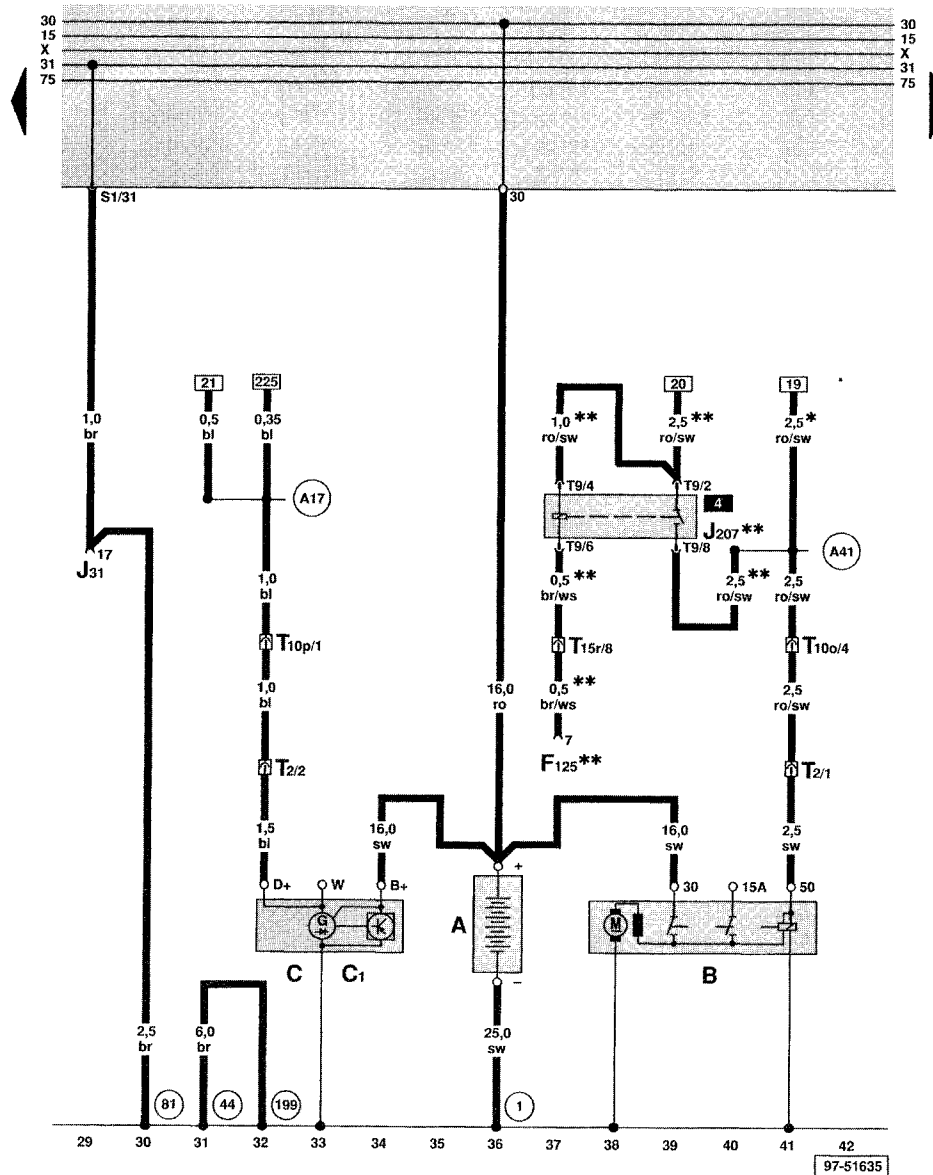 30 30
15 15
X X
31 31
75 75
S1/31 30
21 225 20 19
1,0 ** 2,5 ** 2,5 *
ro/sw ro/sw ro/sw
1,0 0,5 0,35
br bl bl
T9/4 T9/2
A17
4
J207 **
17 T9/6 T9/8 A41
J31
1,0 0,5 ** 2,5 ** 2,5
bl br/ws ro/sw ro/sw
T10p/1 T15r/8 T10o/4
1,0 16,0 0,5 ** 2,5
bl ro br/ws ro/sw
7
T2/2 F125 ** T2/1
1,5 16,0 16,0 2,5
bl sw sw sw
+
D+ W B+ 30 15A 50
G A M
C C1 B
−
2,5 6,0 25,0
br br sw
81 44 199 1
29 30 31 32 33 34 35 36 37 38 39 40 41 42
97-51635